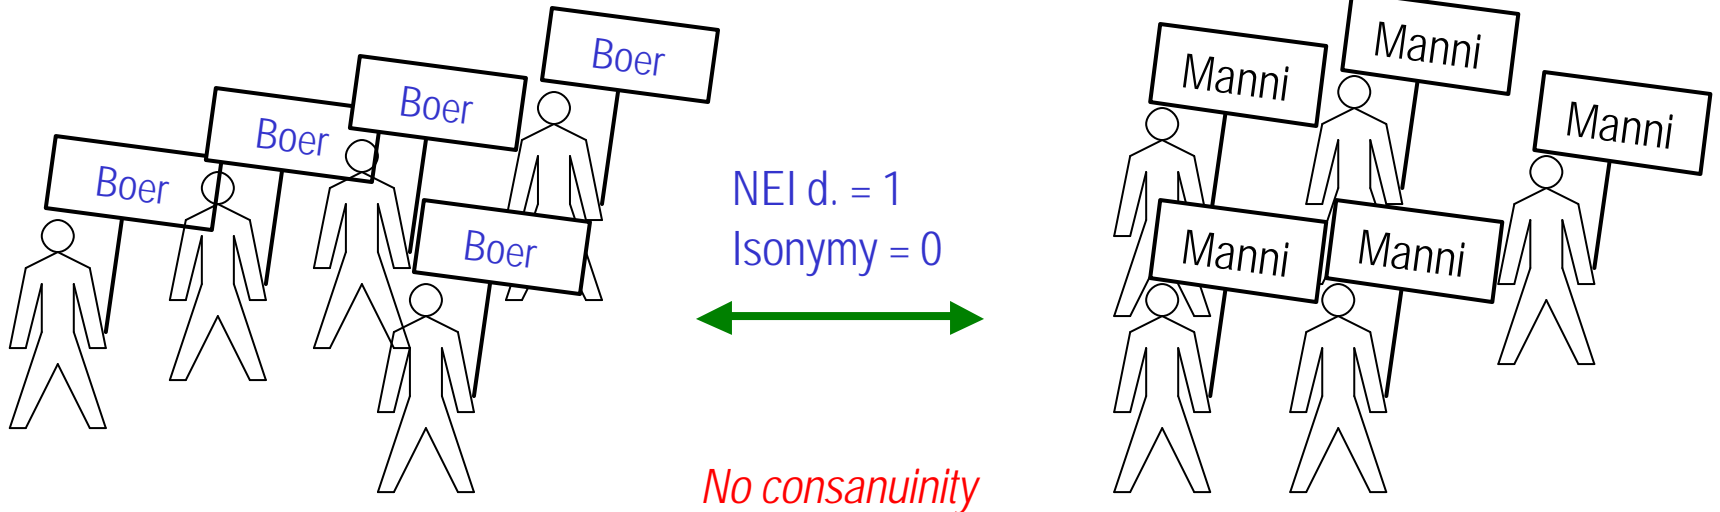 Boer
Boer
Boer
Boer
Boer
NEI d. = 1
Isonymy = 0
No consanuinity
Manni
Manni
Manni
Manni
Manni